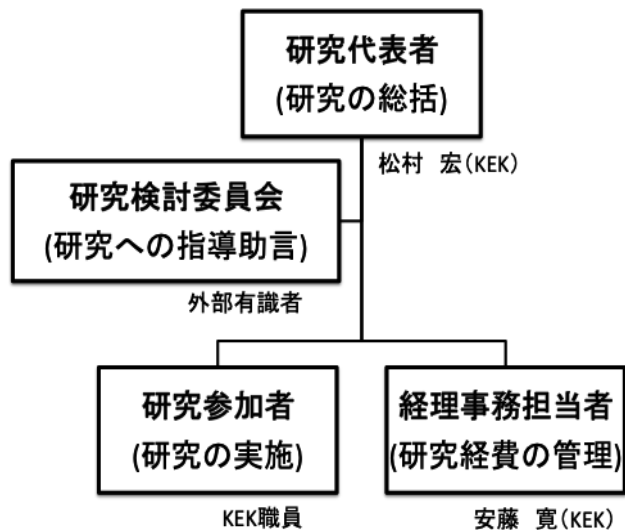 研究代表者
(研究の総括)
松村　宏(KEK)
研究検討委員会
(研究への指導助言)
外部有識者
研究参加者
(研究の実施)
KEK職員
経理事務担当者
(研究経費の管理)
安藤　寛(KEK)